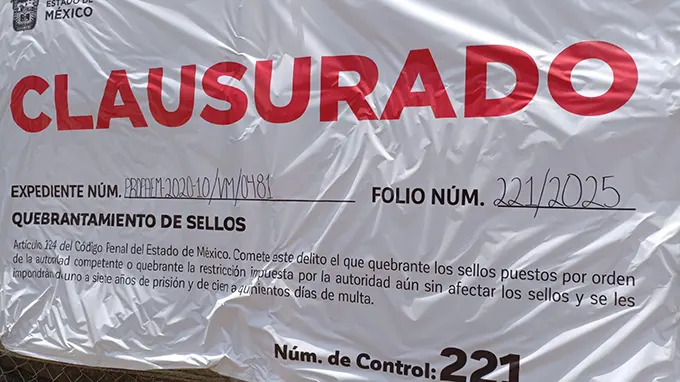 ESTADO DE
MÉXICO
CLAUSURADO
EXPEDIENTE NÚM. PROPAEM-2020-10/VM/0481
FOLIO NÚM. 221/2025
QUEBRANTAMIENTO DE SELLOS
Artículo 224 del Código Penal del Estado de México. Comete este delito el que quebrante los sellos puestos por orden
de la autoridad competente o quebrante la restricción impuesta por la autoridad aún sin afectar los sellos y se les
impondrán de uno a siete años de prisión y de cien a quinientos días de multa.
Núm. de Control: 221